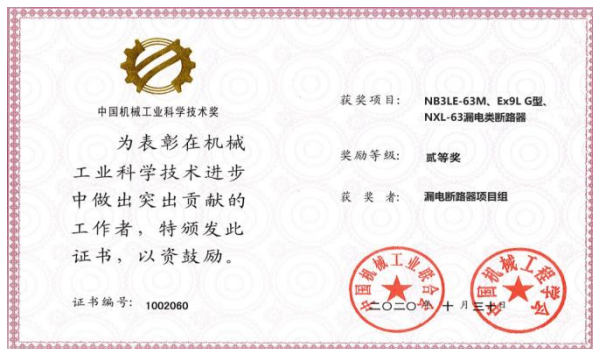 中国机械工业科学技术奖
为表彰在机械
工业科学技术进步
中做出突出贡献的
工作者，特颁发此
证书，以资鼓励。
证书编号： 1002060
获奖项目： NB3LE-63M、Ex9L G型、
NXL-63漏电类断路器
奖励等级： 贰等奖
获 奖 者： 漏电断路器项目组
中国机械工业联合会
中国机械工程学会
二〇二〇年 十 月 三十日